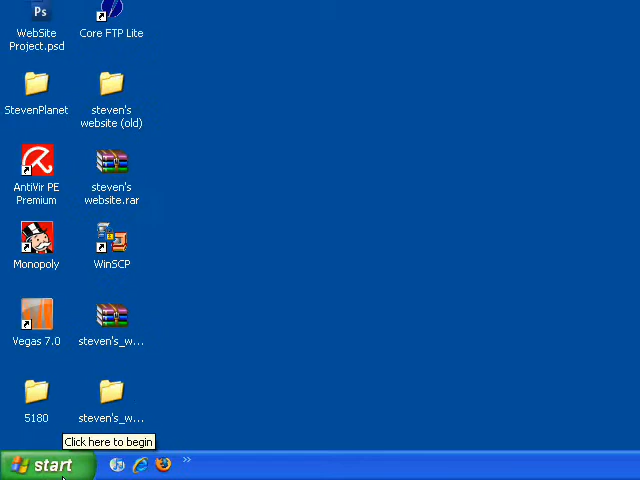 Ps
WebSite
Project.psd
Core FTP Lite
StevenPlanet
steven's
website (old)
AntiVir PE
Premium
steven's
website.rar
Monopoly
WinSCP
Vegas 7.0
steven's_w...
5180
steven's_w...
Click here to begin
start